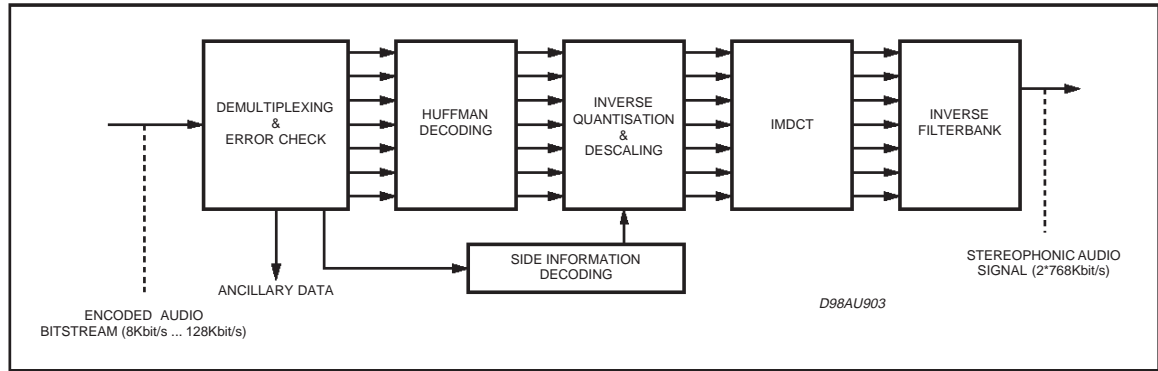 DEMULTIPLEXING
&
ERROR CHECK
HUFFMAN
DECODING
INVERSE
QUANTISATION
&
DESCALING
IMDCT
INVERSE
FILTERBANK
SIDE INFORMATION
DECODING
ANCILLARY DATA
ENCODED AUDIO
BITSTREAM (8Kbit/s ... 128Kbit/s)
STEREOPHONIC AUDIO
SIGNAL (2*768Kbit/s)
D98AU903